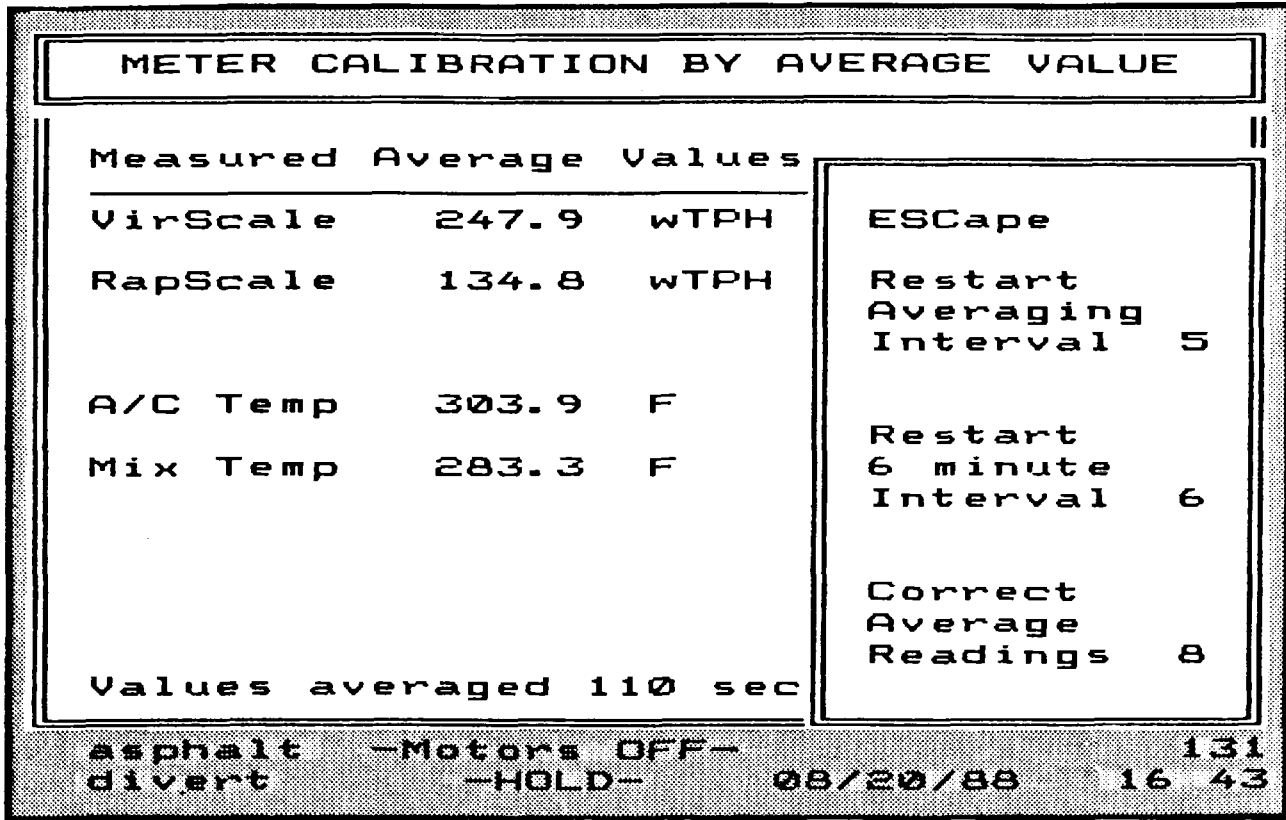 METER CALIBRATION BY AVERAGE VALUE
Measured Average Values
VirScale 247.9 wTPH
RapScale 134.8 wTPH
A/C Temp 303.9 F
Mix Temp 283.3 F
Values averaged 110 sec
ESCape
Restart
Averaging
Interval 5
Restart
6 minute
Interval 6
Correct
Average
Readings 8
asphalt -Motors OFF- 131
divert -HOLD- 08/20/88 16 43